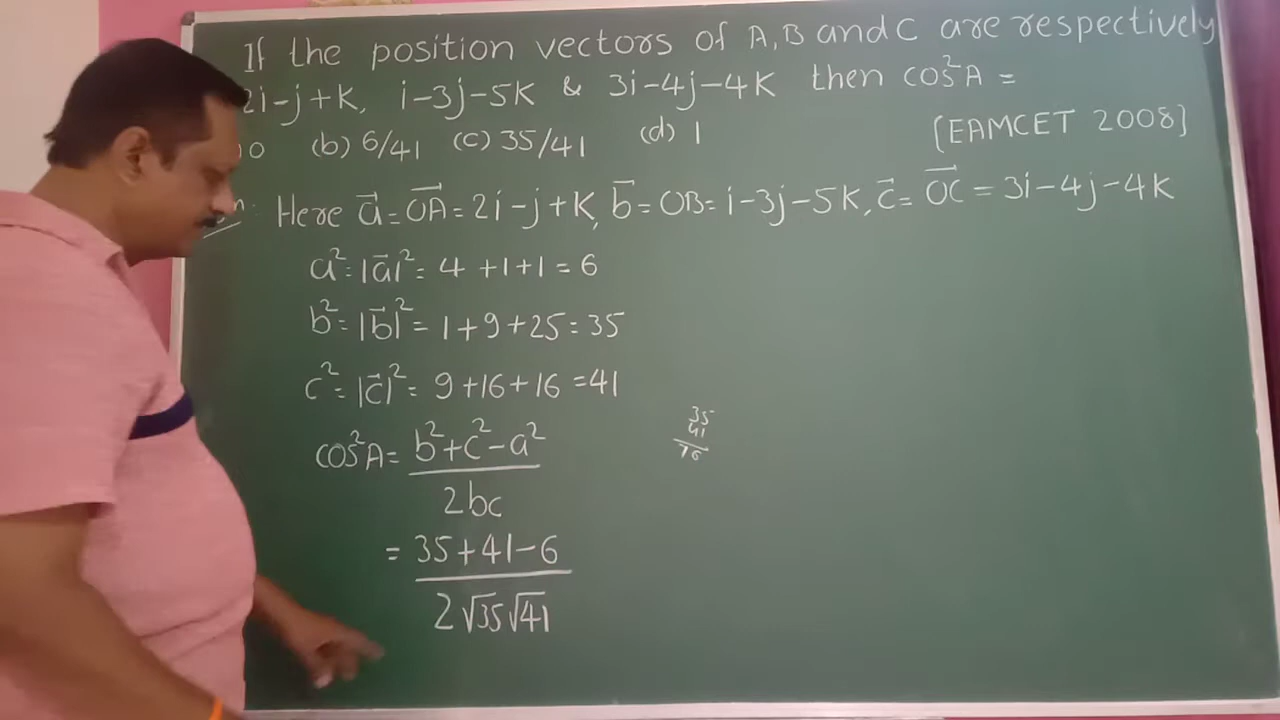 If the position vectors of A, B and C are respectively
2i-j+k, i-3j-5k & 3i-4j-4k then cos²A =
0 (b) 6/41 (c) 35/41 (d) 1 [EAMCET 2008]
Here a⃗ = OA⃗ = 2i-j+k, b̅ = OB = i-3j-5k, c⃗ = OC⃗ = 3i-4j-4k
a² = |a⃗|² = 4+1+1 = 6
b² = |b⃗|² = 1+9+25 = 35
c² = |c⃗|² = 9+16+16 = 41
35
41
76
cos²A = b²+c²-a² / 2bc
= 35+41-6 / 2√35√41